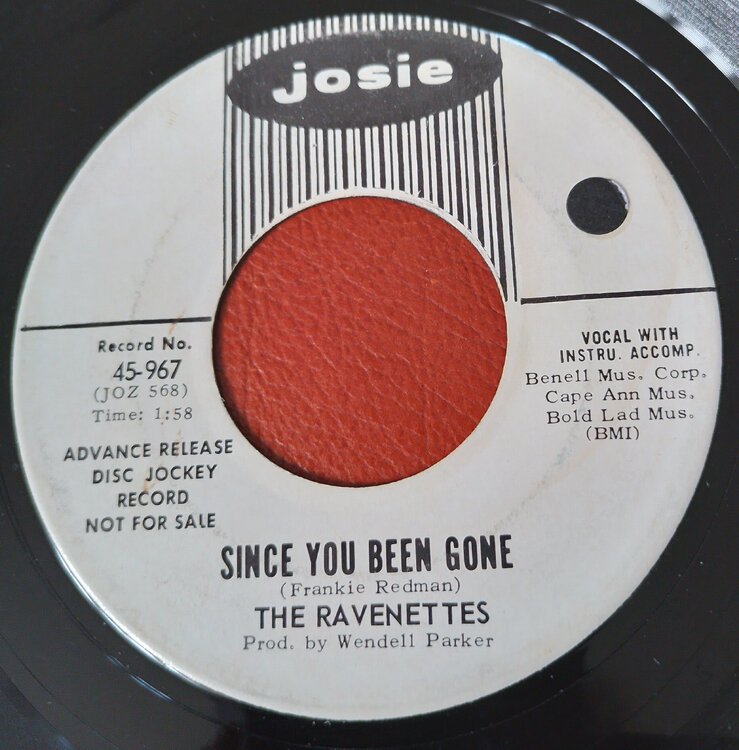 josie
Record No.
45-967
(JOZ 568)
Time: 1:58
ADVANCE RELEASE
DISC JOCKEY
RECORD
NOT FOR SALE
VOCAL WITH
INSTRU. ACCOMP.
Benell Mus. Corp.
Cape Ann Mus.
Bold Lad Mus.
(BMI)
SINCE YOU BEEN GONE
(Frankie Redman)
THE RAVENETTES
Prod. by Wendell Parker